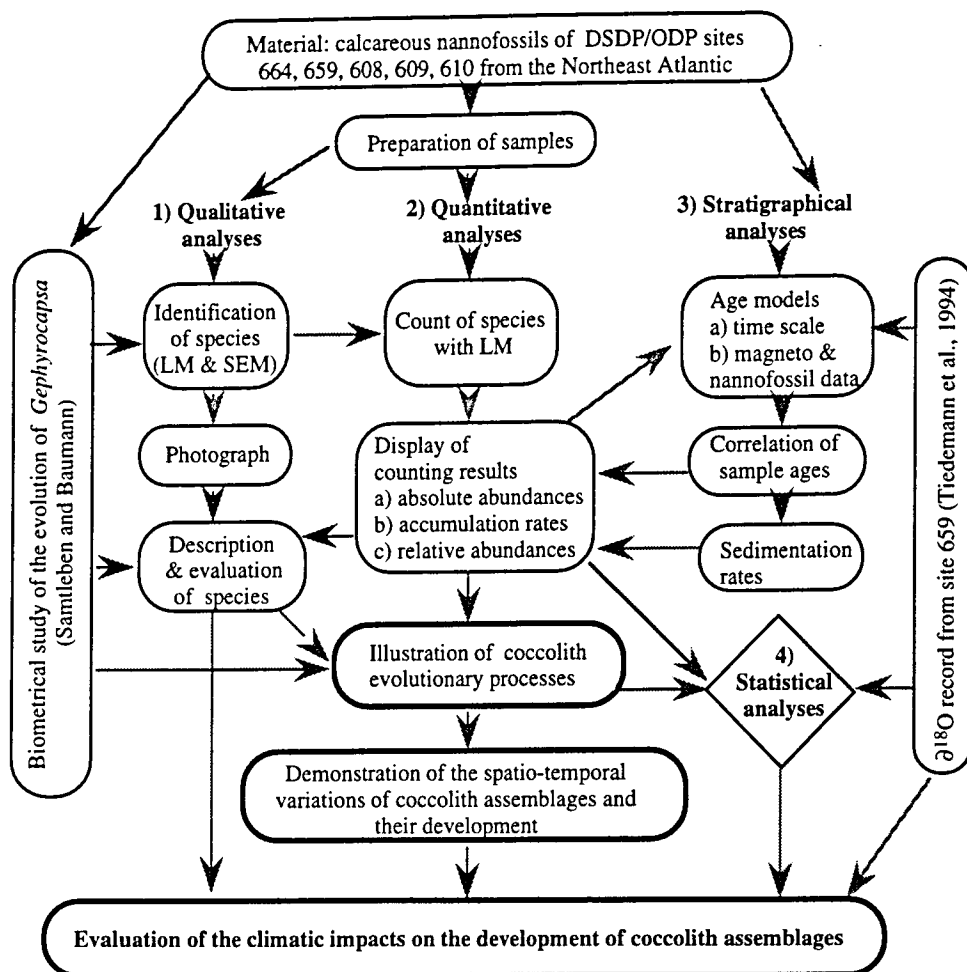 Material: calcareous nannofossils of DSDP/ODP sites
664, 659, 608, 609, 610 from the Northeast Atlantic
Preparation of samples
1) Qualitative
analyses
2) Quantitative
analyses
3) Stratigraphical
analyses
Biometrical study of the evolution of Gephyrocapsa
(Samtleben and Baumann)
Identification
of species
(LM & SEM)
Count of species
with LM
Age models
a) time scale
b) magneto &
nannofossil data
∂18O record from site 659 (Tiedemann et al., 1994)
Photograph
Display of
counting results
a) absolute abundances
b) accumulation rates
c) relative abundances
Correlation of
sample ages
Description
& evaluation
of species
Sedimentation
rates
Illustration of coccolith
evolutionary processes
4)
Statistical
analyses
Demonstration of the spatio-temporal
variations of coccolith assemblages and
their development
Evaluation of the climatic impacts on the development of coccolith assemblages